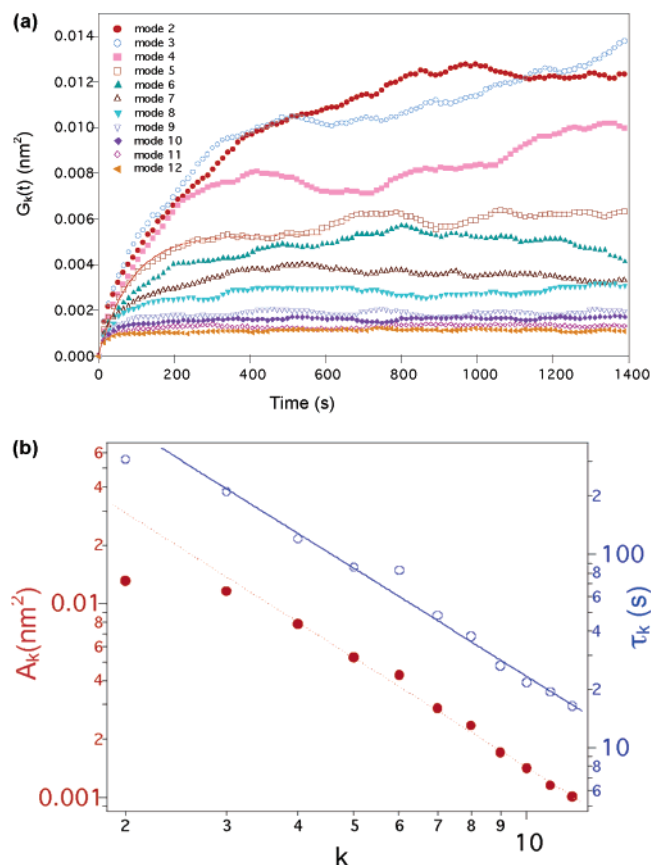 (a)
0.014
0.012
0.010
0.008
0.006
0.004
0.002
0.000
Gk(t) (nm²)
mode 2
mode 3
mode 4
mode 5
mode 6
mode 7
mode 8
mode 9
mode 10
mode 11
mode 12
0 200 400 600 800 1000 1200 1400
Time (s)
(b)
6
4
2
0.01
8
6
4
2
0.001
Ak(nm²)
2
100
8
6
4
2
10
8
6
τk (s)
2 3 4 5 6 7 8 9 10
k